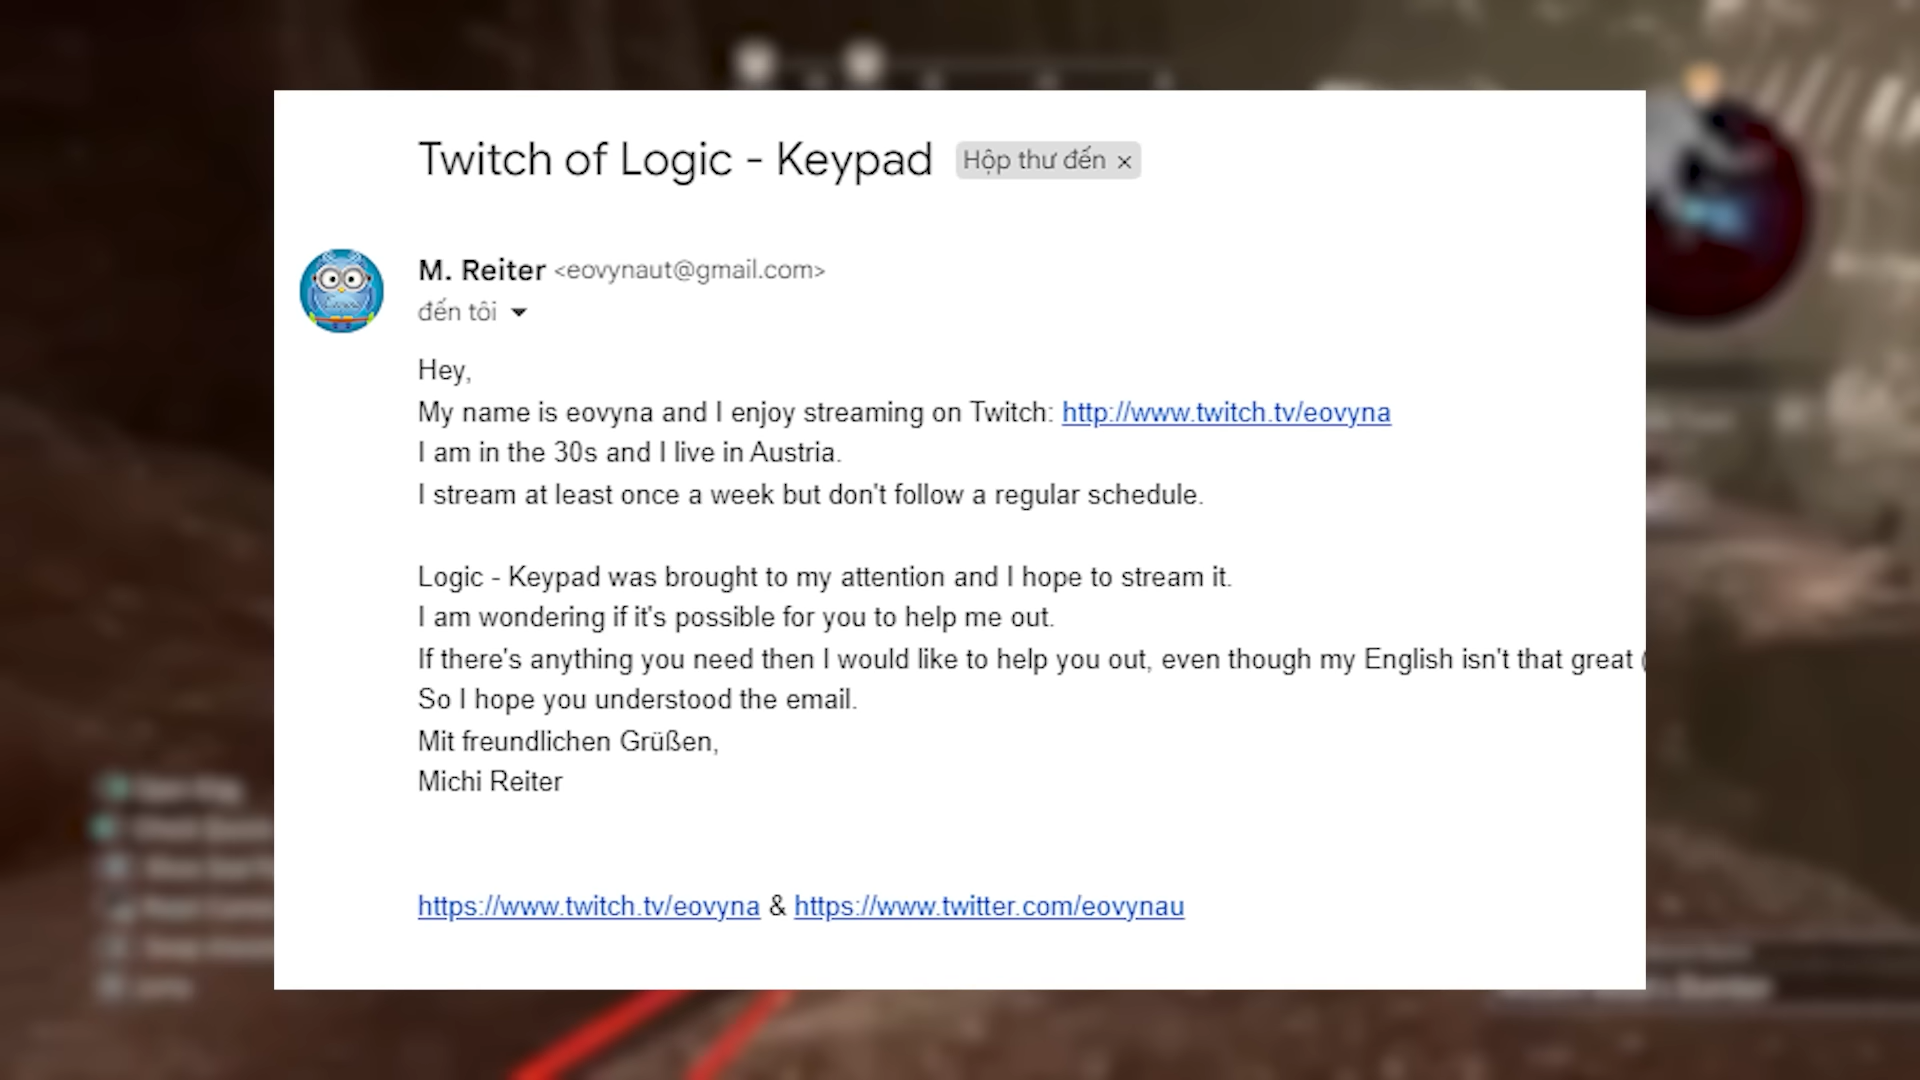 Twitch of Logic - Keypad Hộp thư đến ×
M. Reiter <eovynaut@gmail.com>
đến tôi
Hey,
My name is eovyna and I enjoy streaming on Twitch: http://www.twitch.tv/eovyna
I am in the 30s and I live in Austria.
I stream at least once a week but don't follow a regular schedule.
Logic - Keypad was brought to my attention and I hope to stream it.
I am wondering if it's possible for you to help me out.
If there's anything you need then I would like to help you out, even though my English isn't that great (
So I hope you understood the email.
Mit freundlichen Grüßen,
Michi Reiter
https://www.twitch.tv/eovyna & https://www.twitter.com/eovynau